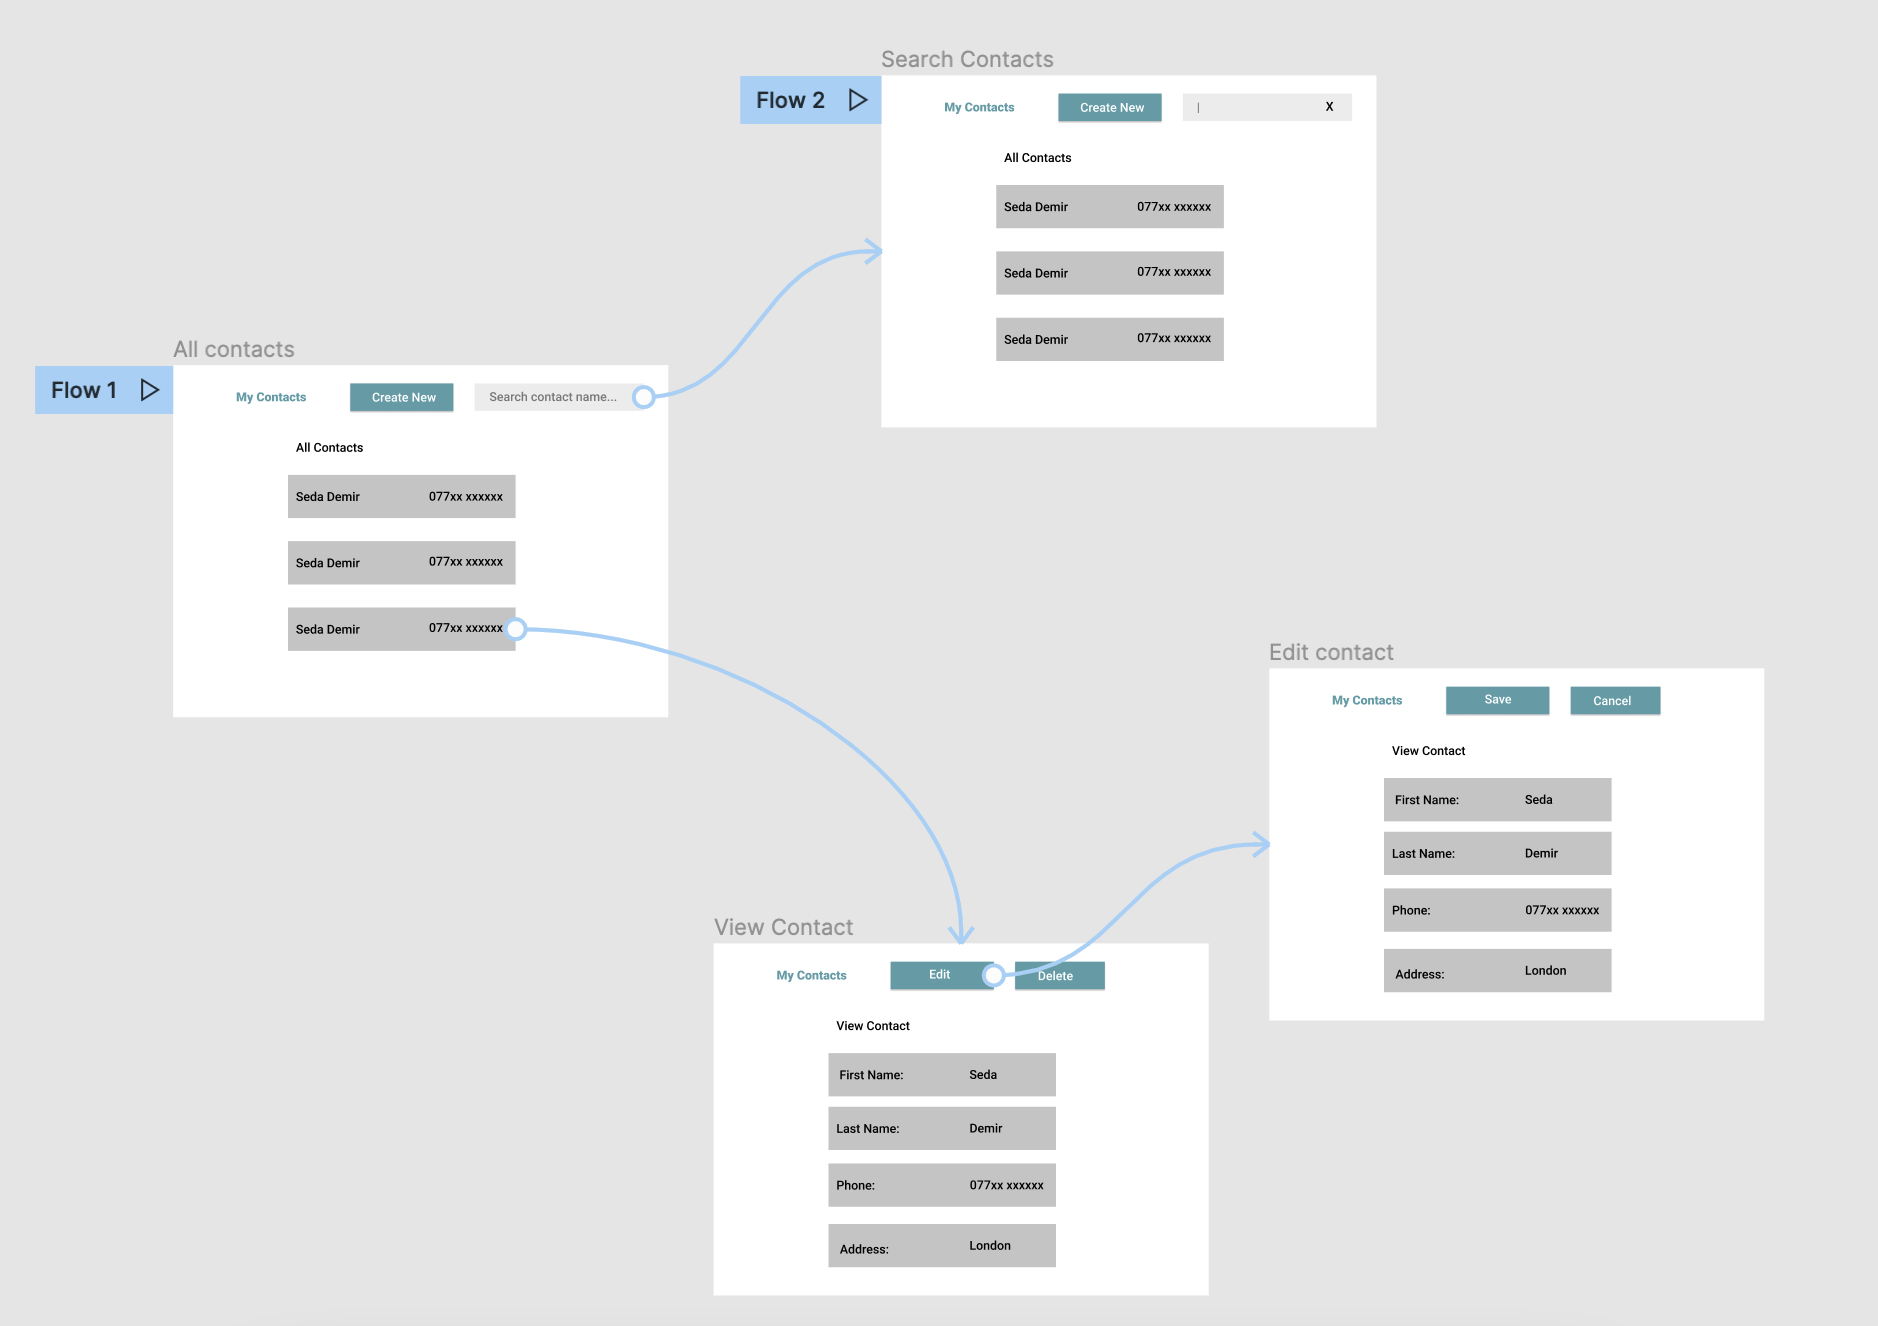 Search Contacts
Flow 2
My Contacts Create New | X
All Contacts
Seda Demir 077xx xxxxxx
Seda Demir 077xx xxxxxx
Seda Demir 077xx xxxxxx
All contacts
Flow 1
My Contacts Create New Search contact name...
All Contacts
Seda Demir 077xx xxxxxx
Seda Demir 077xx xxxxxx
Seda Demir 077xx xxxxxx
Edit contact
My Contacts Save Cancel
View Contact
First Name: Seda
Last Name: Demir
Phone: 077xx xxxxxx
Address: London
View Contact
My Contacts Edit Delete
View Contact
First Name: Seda
Last Name: Demir
Phone: 077xx xxxxxx
Address: London